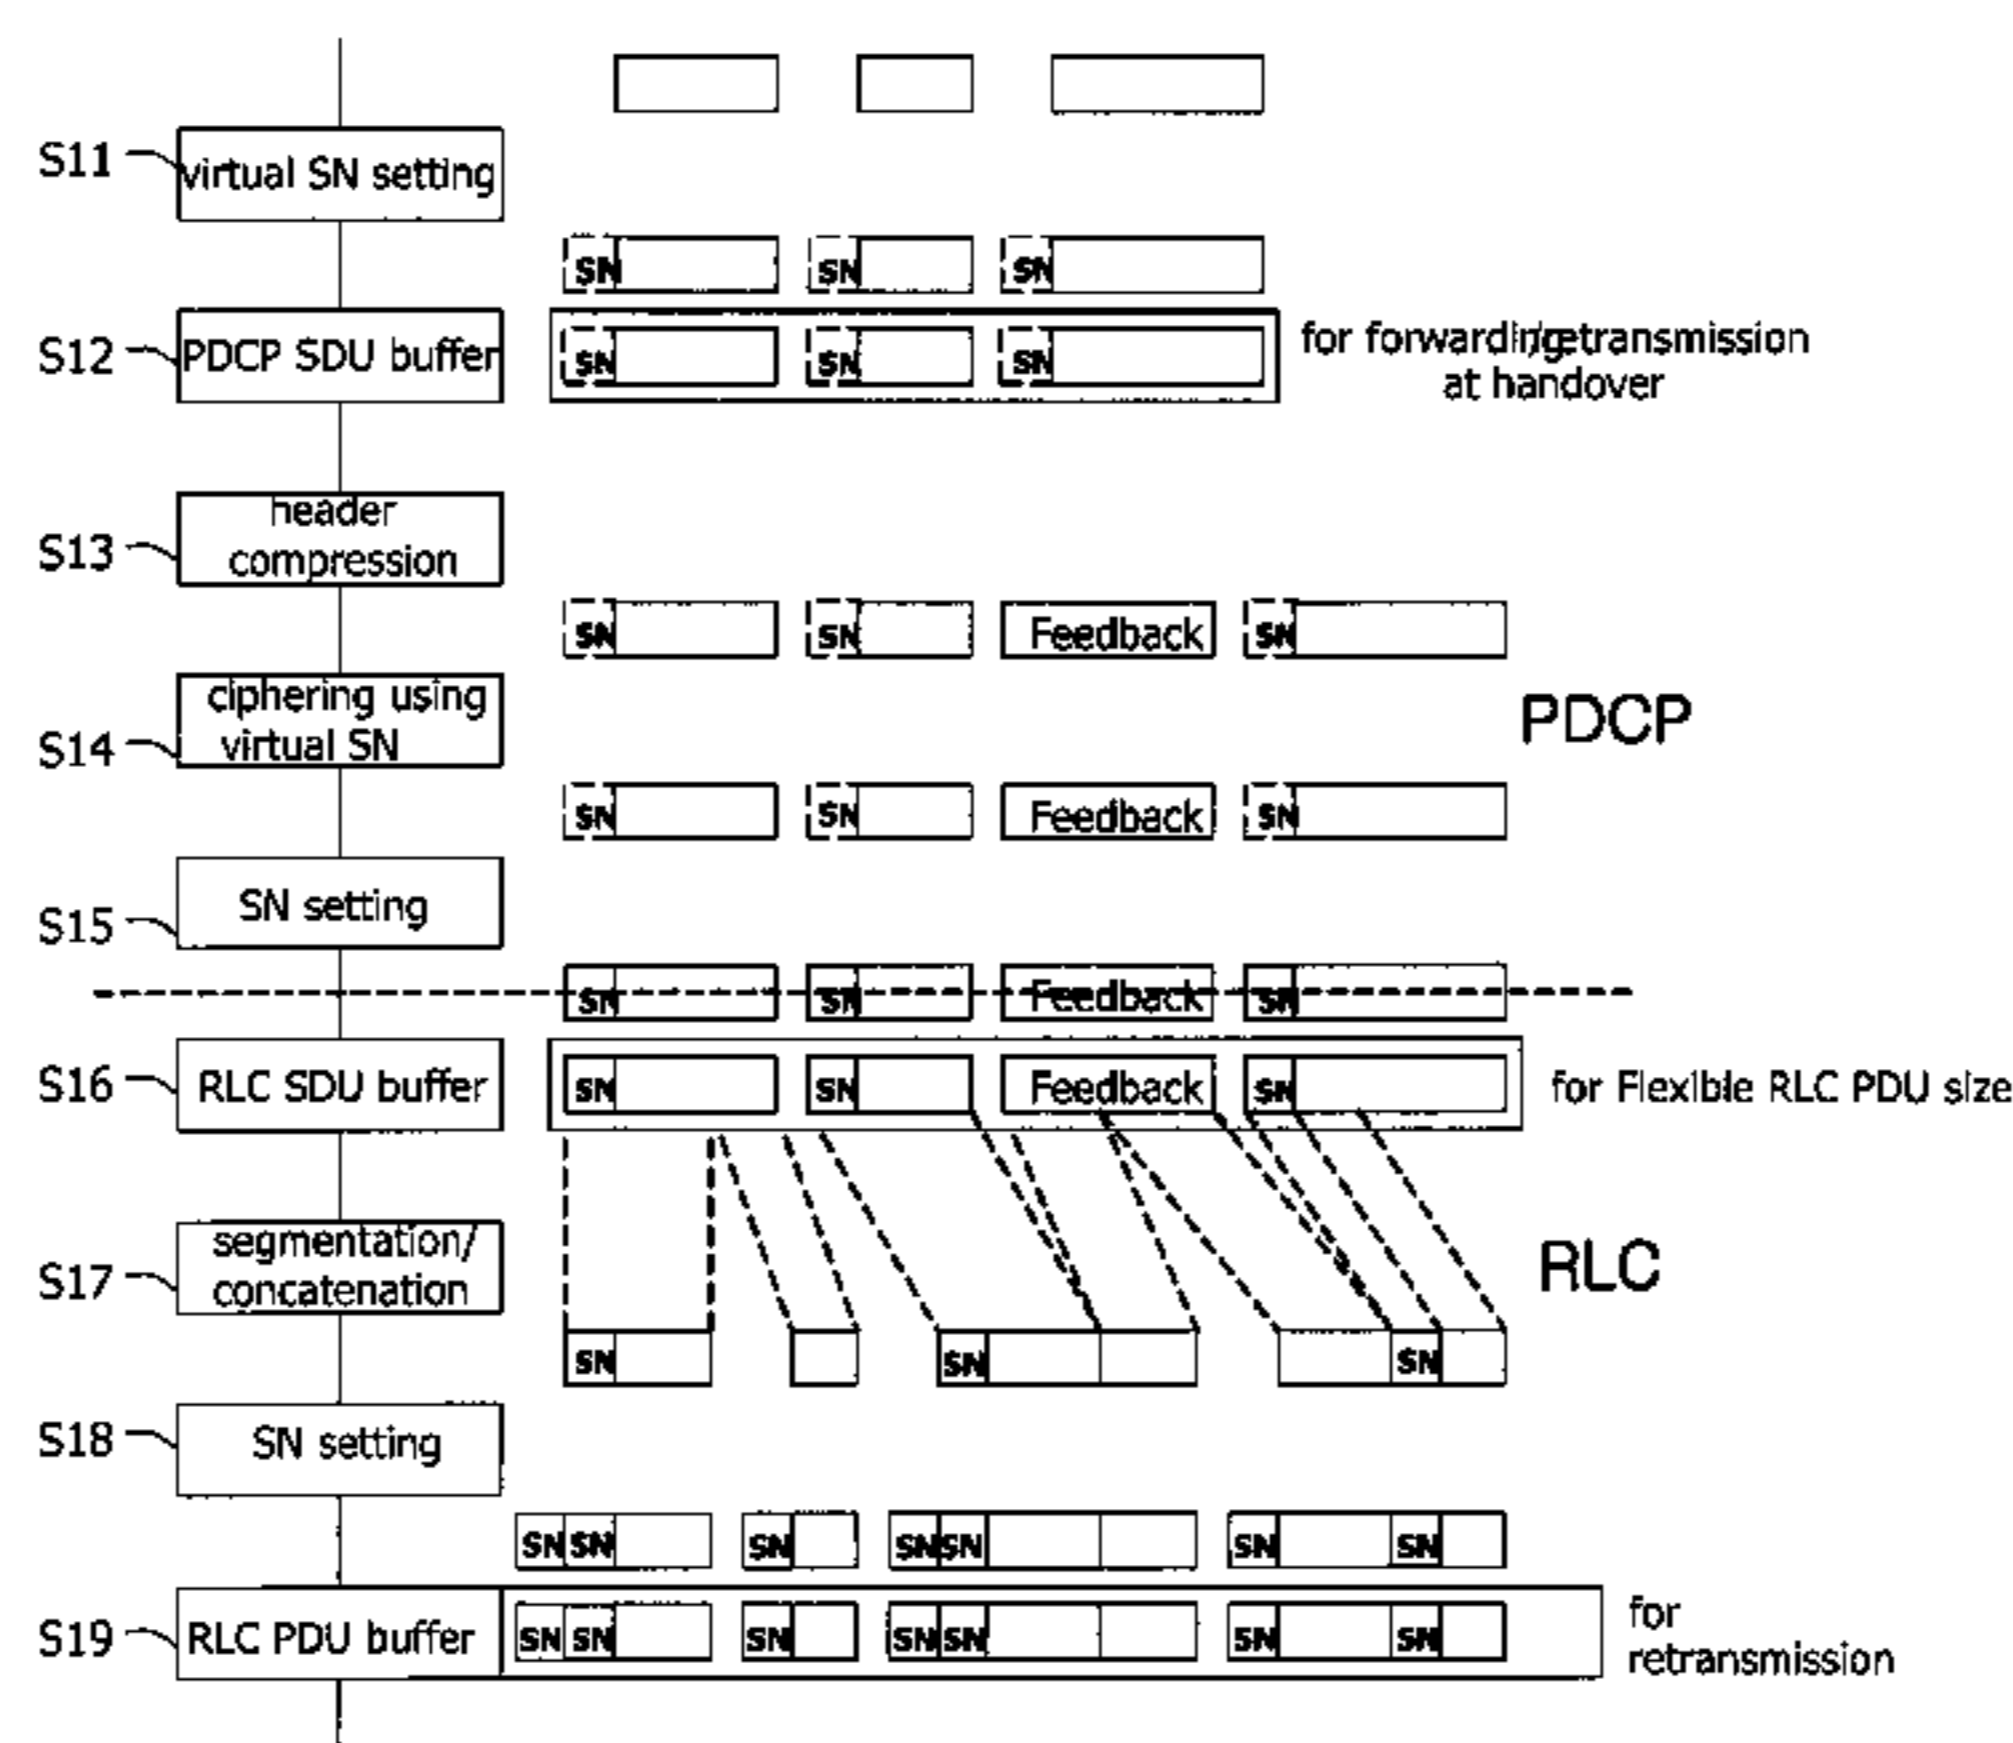 S11
virtual SN setting
SN SN SN
S12
PDCP SDU buffer
SN SN SN
for forwarding/retransmission
at handover
S13
header
compression
SN SN Feedback SN
S14
ciphering using
virtual SN
PDCP
SN SN Feedback SN
S15
SN setting
SN SN Feedback SN
S16
RLC SDU buffer
SN SN Feedback SN
for Flexible RLC PDU size
S17
segmentation/
concatenation
RLC
SN SN SN
S18
SN setting
SN SN SN SN SN SN SN
S19
RLC PDU buffer
SN SN SN SN SN SN SN
for
retransmission